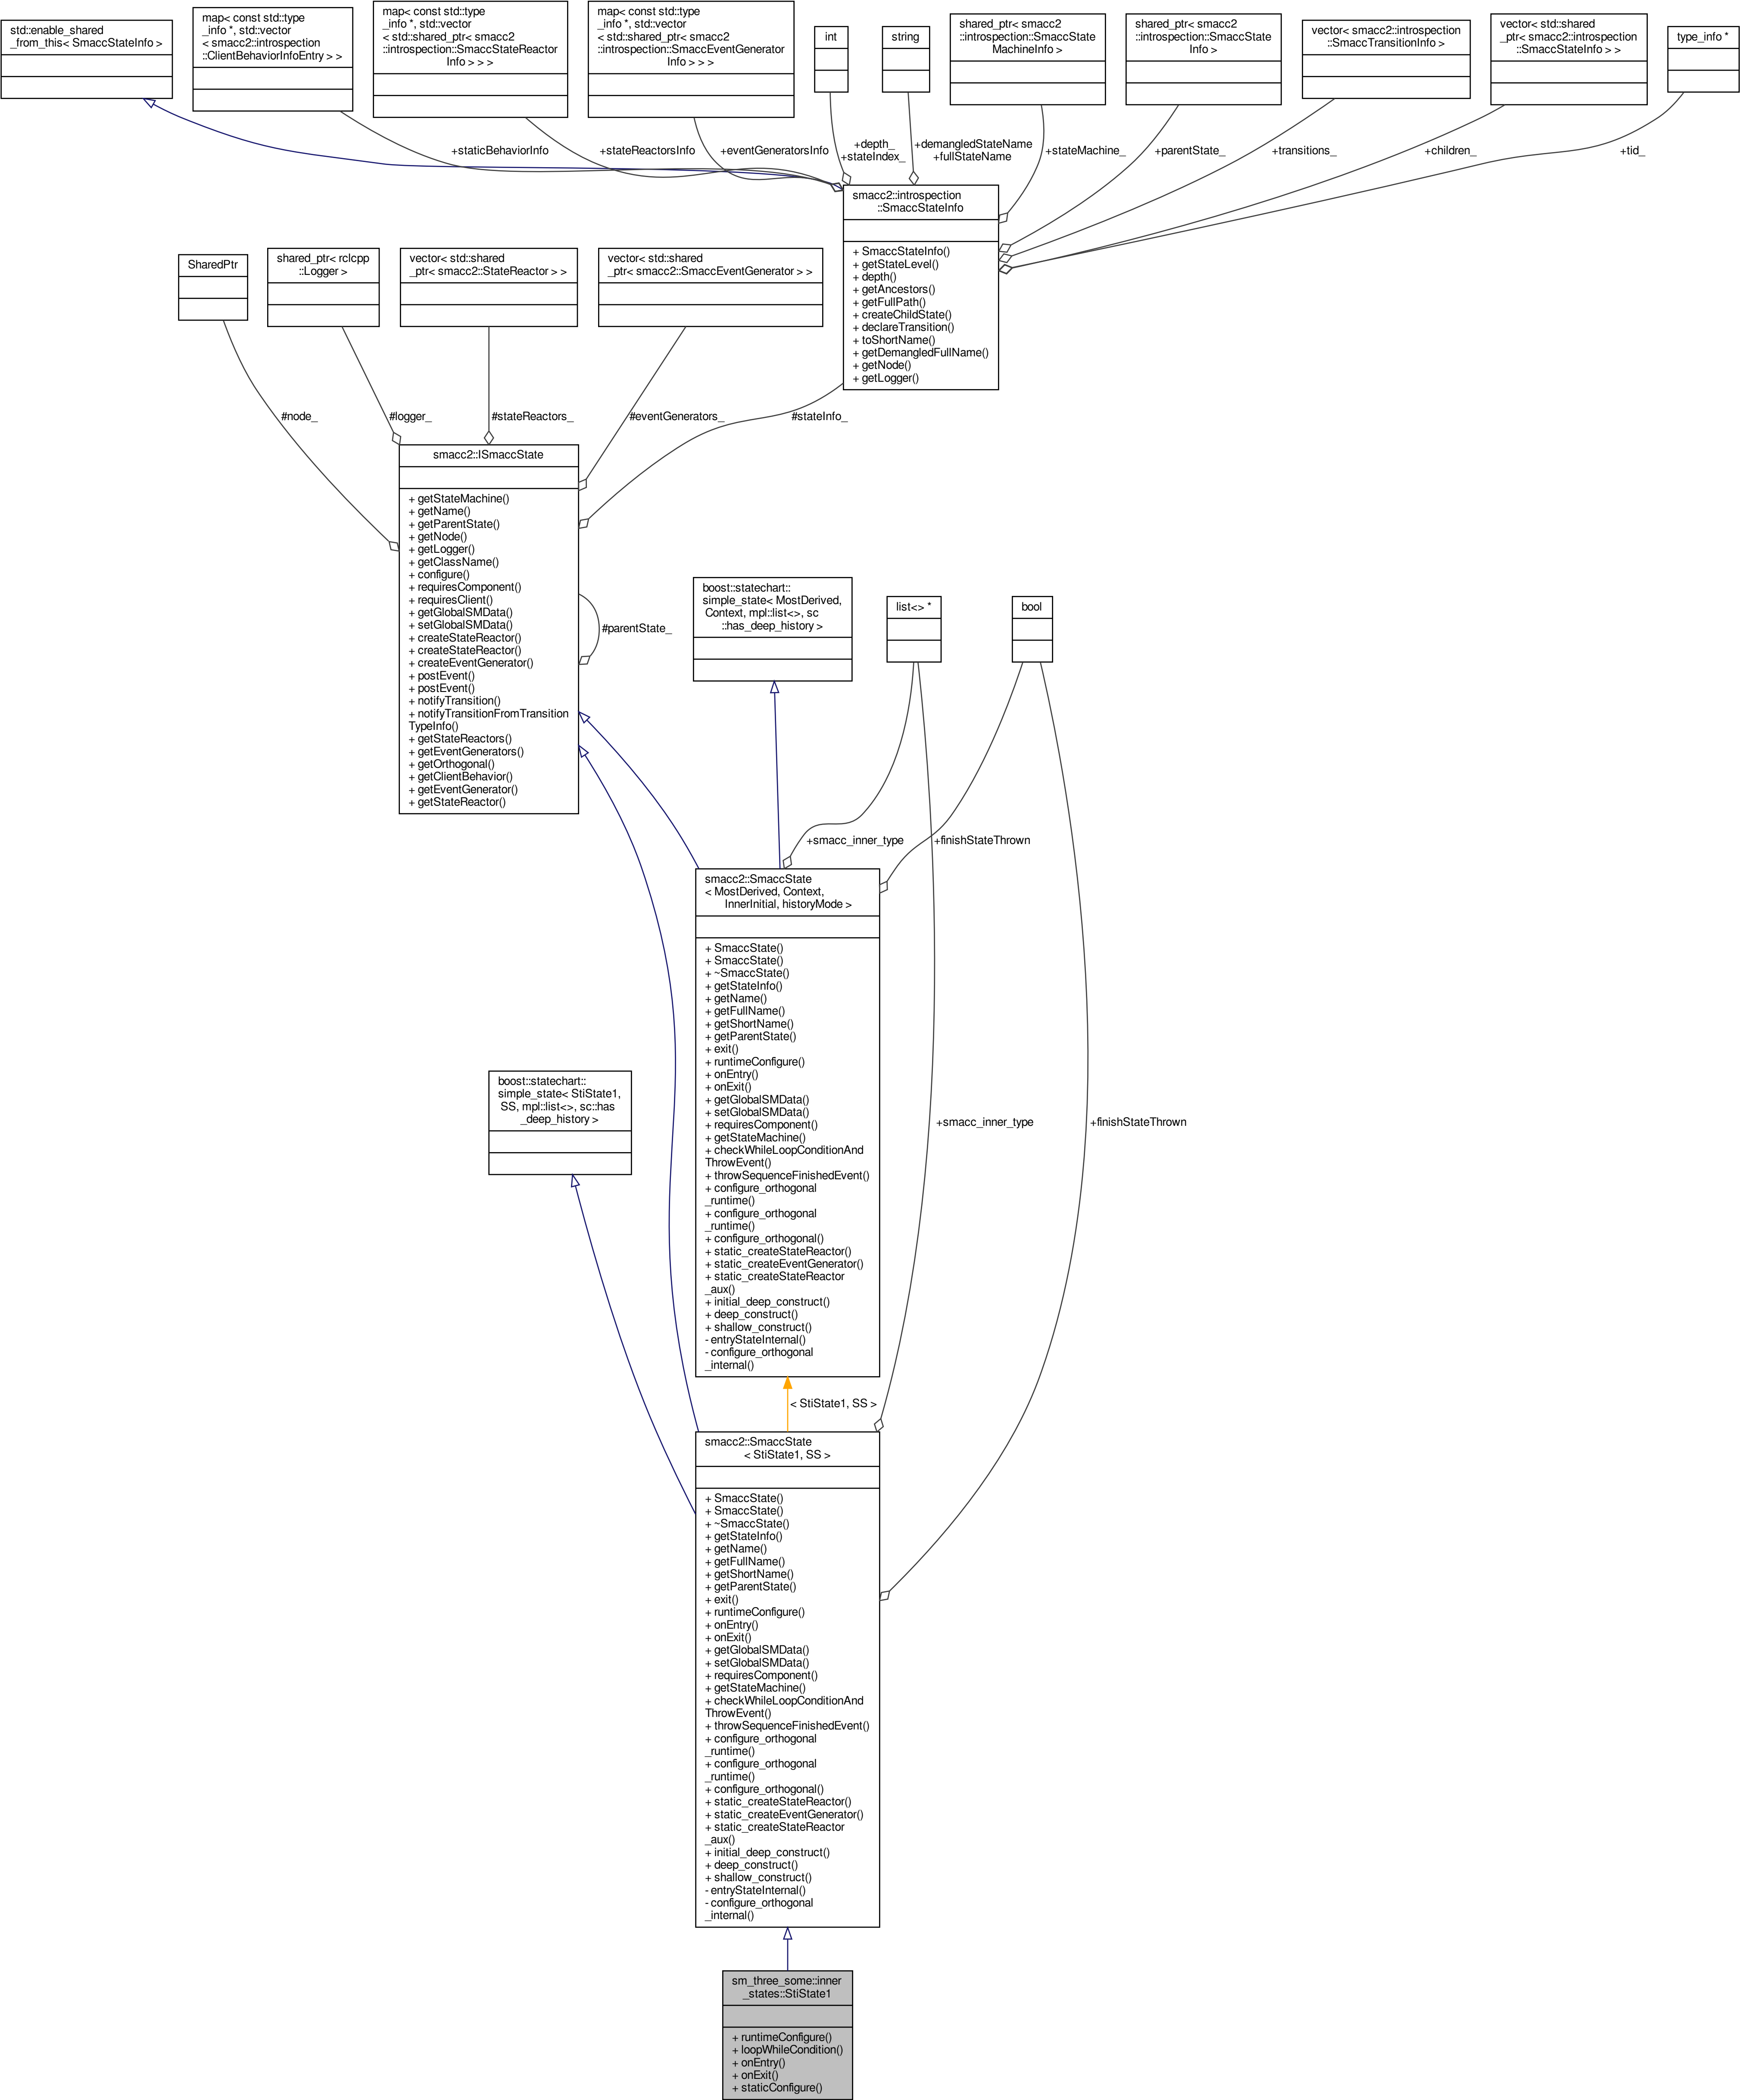 std::enable_shared
_from_this< SmaccStateInfo >
map< const std::type
_info *, std::vector
< smacc2::introspection
::ClientBehaviorInfoEntry > >
map< const std::type
_info *, std::vector
< std::shared_ptr< smacc2
::introspection::SmaccStateReactor
Info > > >
map< const std::type
_info *, std::vector
< std::shared_ptr< smacc2
::introspection::SmaccEventGenerator
Info > > >
int
string
shared_ptr< smacc2
::introspection::SmaccState
MachineInfo >
shared_ptr< smacc2
::introspection::SmaccState
Info >
vector< smacc2::introspection
::SmaccTransitionInfo >
vector< std::shared
_ptr< smacc2::introspection
::SmaccStateInfo > >
type_info *
+staticBehaviorInfo
+stateReactorsInfo
+eventGeneratorsInfo
+depth_
+stateIndex_
+demangledStateName
+fullStateName
+stateMachine_
+parentState_
+transitions_
+children_
+tid_
smacc2::introspection
::SmaccStateInfo
+ SmaccStateInfo()
+ getStateLevel()
+ depth()
+ getAncestors()
+ getFullPath()
+ createChildState()
+ declareTransition()
+ toShortName()
+ getDemangledFullName()
+ getNode()
+ getLogger()
SharedPtr
shared_ptr< rclcpp
::Logger >
vector< std::shared
_ptr< smacc2::StateReactor > >
vector< std::shared
_ptr< smacc2::SmaccEventGenerator > >
#node_
#logger_
#stateReactors_
#eventGenerators_
#stateInfo_
smacc2::ISmaccState
+ getStateMachine()
+ getName()
+ getParentState()
+ getNode()
+ getLogger()
+ getClassName()
+ configure()
+ requiresComponent()
+ requiresClient()
+ getGlobalSMData()
+ setGlobalSMData()
+ createStateReactor()
+ createStateReactor()
+ createEventGenerator()
+ postEvent()
+ postEvent()
+ notifyTransition()
+ notifyTransitionFromTransition
TypeInfo()
+ getStateReactors()
+ getEventGenerators()
+ getOrthogonal()
+ getClientBehavior()
+ getEventGenerator()
+ getStateReactor()
#parentState_
boost::statechart::
simple_state< MostDerived,
Context, mpl::list<>, sc
::has_deep_history >
list<> *
bool
+smacc_inner_type
+finishStateThrown
smacc2::SmaccState
< MostDerived, Context,
InnerInitial, historyMode >
+ SmaccState()
+ SmaccState()
+ ~SmaccState()
+ getStateInfo()
+ getName()
+ getFullName()
+ getShortName()
+ getParentState()
+ exit()
+ runtimeConfigure()
+ onEntry()
+ onExit()
+ getGlobalSMData()
+ setGlobalSMData()
+ requiresComponent()
+ getStateMachine()
+ checkWhileLoopConditionAnd
ThrowEvent()
+ throwSequenceFinishedEvent()
+ configure_orthogonal
_runtime()
+ configure_orthogonal
_runtime()
+ configure_orthogonal()
+ static_createStateReactor()
+ static_createEventGenerator()
+ static_createStateReactor
_aux()
+ initial_deep_construct()
+ deep_construct()
+ shallow_construct()
- entryStateInternal()
- configure_orthogonal
_internal()
boost::statechart::
simple_state< StiState1,
SS, mpl::list<>, sc::has
_deep_history >
+smacc_inner_type
+finishStateThrown
< StiState1, SS >
smacc2::SmaccState
< StiState1, SS >
+ SmaccState()
+ SmaccState()
+ ~SmaccState()
+ getStateInfo()
+ getName()
+ getFullName()
+ getShortName()
+ getParentState()
+ exit()
+ runtimeConfigure()
+ onEntry()
+ onExit()
+ getGlobalSMData()
+ setGlobalSMData()
+ requiresComponent()
+ getStateMachine()
+ checkWhileLoopConditionAnd
ThrowEvent()
+ throwSequenceFinishedEvent()
+ configure_orthogonal
_runtime()
+ configure_orthogonal
_runtime()
+ configure_orthogonal()
+ static_createStateReactor()
+ static_createEventGenerator()
+ static_createStateReactor
_aux()
+ initial_deep_construct()
+ deep_construct()
+ shallow_construct()
- entryStateInternal()
- configure_orthogonal
_internal()
sm_three_some::inner
_states::StiState1
+ runtimeConfigure()
+ loopWhileCondition()
+ onEntry()
+ onExit()
+ staticConfigure()